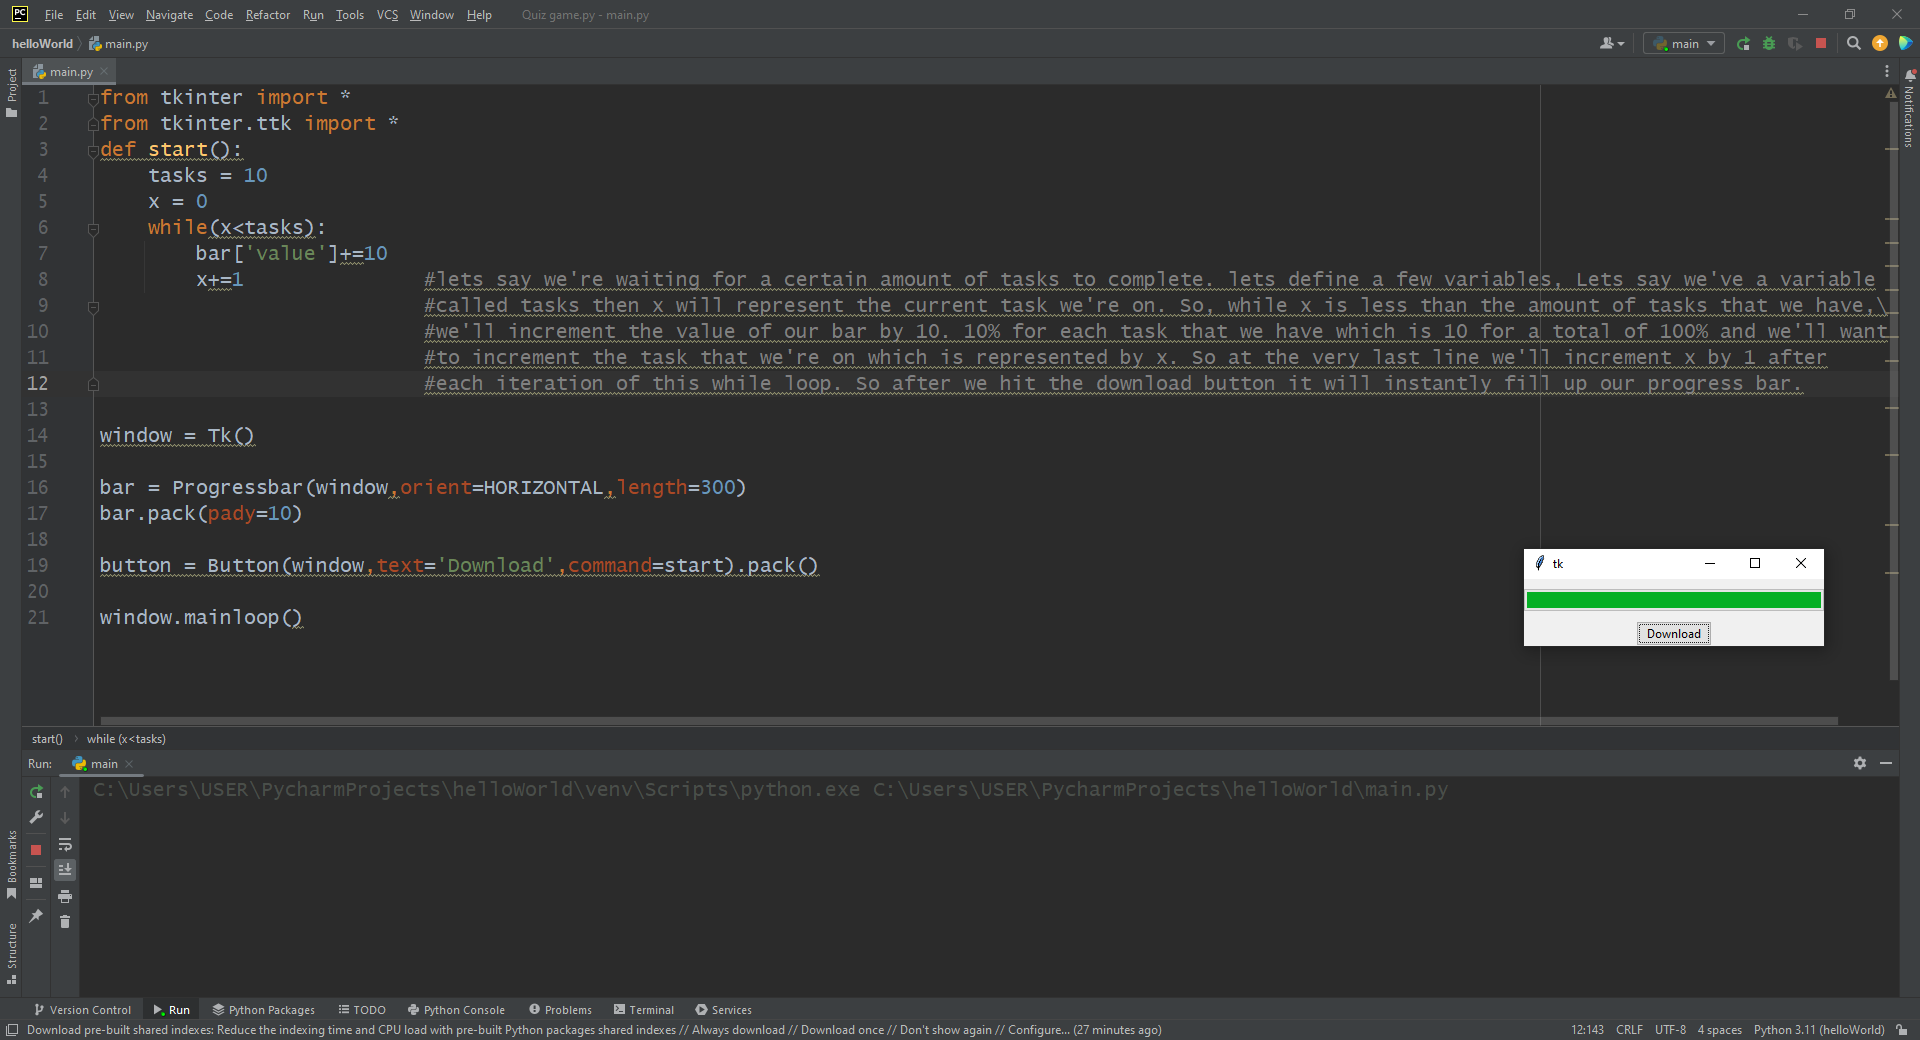 File Edit View Navigate Code Refactor Run Tools VCS Window Help Quiz game.py - main.py
helloWorld main.py main
main.py
Project
Notifications
1 from tkinter import *
2 from tkinter.ttk import *
3 def start():
4 tasks = 10
5 x = 0
6 while(x<tasks):
7 bar['value']+=10
8 x+=1 #lets say we're waiting for a certain amount of tasks to complete. lets define a few variables, Lets say we've a variable
9 #called tasks then x will represent the current task we're on. So, while x is less than the amount of tasks that we have,\
10 #we'll increment the value of our bar by 10. 10% for each task that we have which is 10 for a total of 100% and we'll want
11 #to increment the task that we're on which is represented by x. So at the very last line we'll increment x by 1 after
12 #each iteration of this while loop. So after we hit the download button it will instantly fill up our progress bar.
13
14 window = Tk()
15
16 bar = Progressbar(window,orient=HORIZONTAL,length=300)
17 bar.pack(pady=10)
18
19 button = Button(window,text='Download',command=start).pack()
20
21 window.mainloop()
tk
Download
start() while (x<tasks)
Run: main
C:\Users\USER\PycharmProjects\helloWorld\venv\Scripts\python.exe C:\Users\USER\PycharmProjects\helloWorld\main.py
Bookmarks
Structure
Version Control Run Python Packages TODO Python Console Problems Terminal Services
Download pre-built shared indexes: Reduce the indexing time and CPU load with pre-built Python packages shared indexes // Always download // Download once // Don't show again // Configure... (27 minutes ago) 12:143 CRLF UTF-8 4 spaces Python 3.11 (helloWorld)